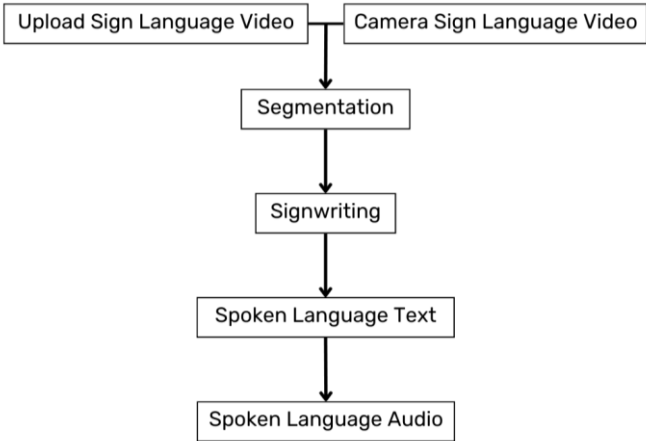 Upload Sign Language Video
Camera Sign Language Video
Segmentation
Signwriting
Spoken Language Text
Spoken Language Audio